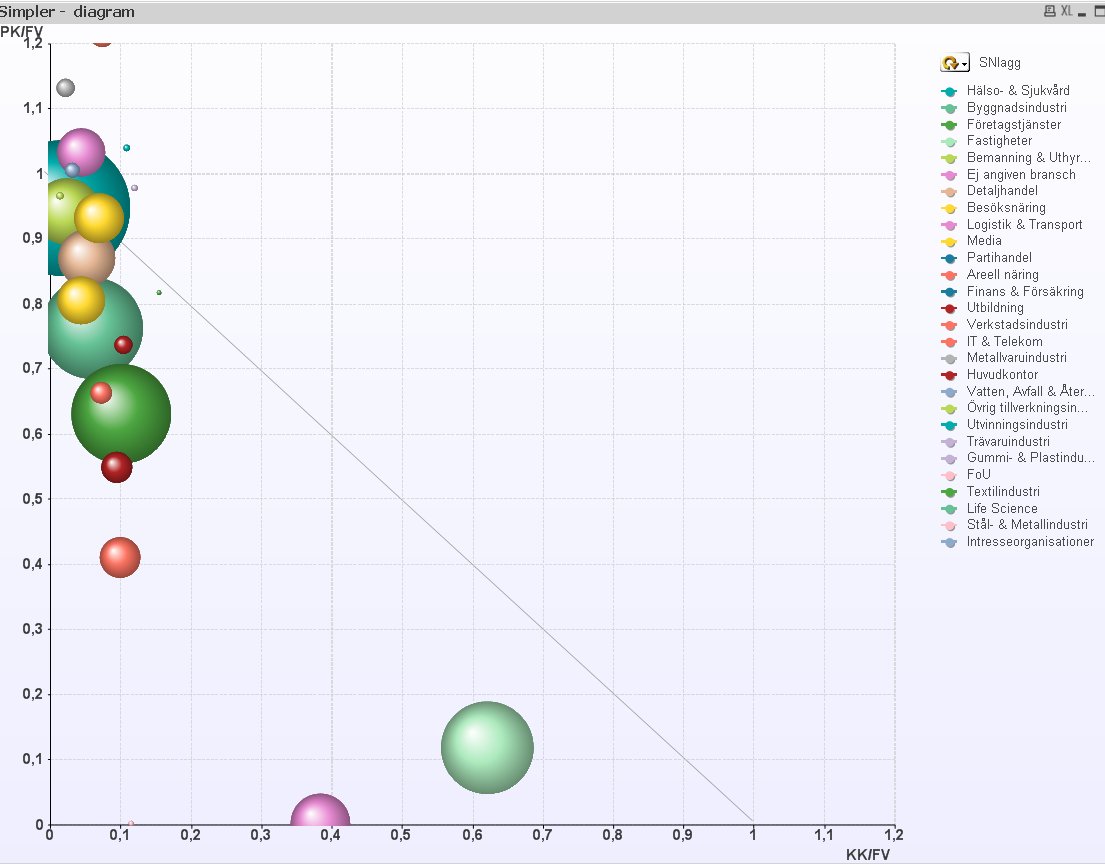 Simpler - diagram
XL
PK/FV
1,2
1,1
1
0,9
0,8
0,7
0,6
0,5
0,4
0,3
0,2
0,1
0
0 0,1 0,2 0,3 0,4 0,5 0,6 0,7 0,8 0,9 1 1,1 1,2
KK/FV
SNIagg
Hälso- & Sjukvård
Byggnadsindustri
Företagstjänster
Fastigheter
Bemanning & Uthyr...
Ej angiven bransch
Detaljhandel
Besöksnäring
Logistik & Transport
Media
Partihandel
Areell näring
Finans & Försäkring
Utbildning
Verkstadsindustri
IT & Telekom
Metallvaruindustri
Huvudkontor
Vatten, Avfall & Åter...
Övrig tillverkningsin...
Utvinningsindustri
Trävaruindustri
Gummi- & Plastindu...
FoU
Textilindustri
Life Science
Stål- & Metallindustri
Intresseorganisationer